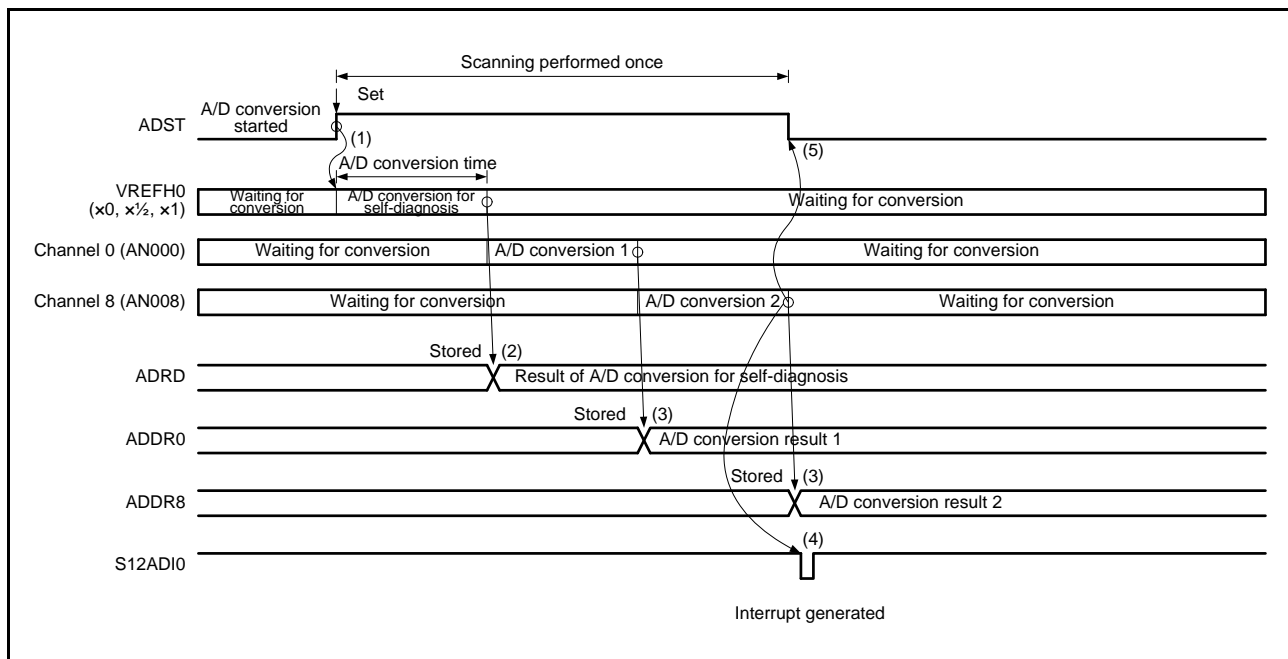 Scanning performed once
Set
A/D conversion
started
ADST
(1)
(5)
A/D conversion time
VREFH0
(×0, ×½, ×1)
Waiting for
conversion
A/D conversion for
self-diagnosis
Waiting for conversion
Channel 0 (AN000)
Waiting for conversion
A/D conversion 1
Waiting for conversion
Channel 8 (AN008)
Waiting for conversion
A/D conversion 2
Waiting for conversion
Stored
(2)
ADRD
Result of A/D conversion for self-diagnosis
Stored
(3)
ADDR0
A/D conversion result 1
Stored
(3)
ADDR8
A/D conversion result 2
(4)
S12ADI0
Interrupt generated